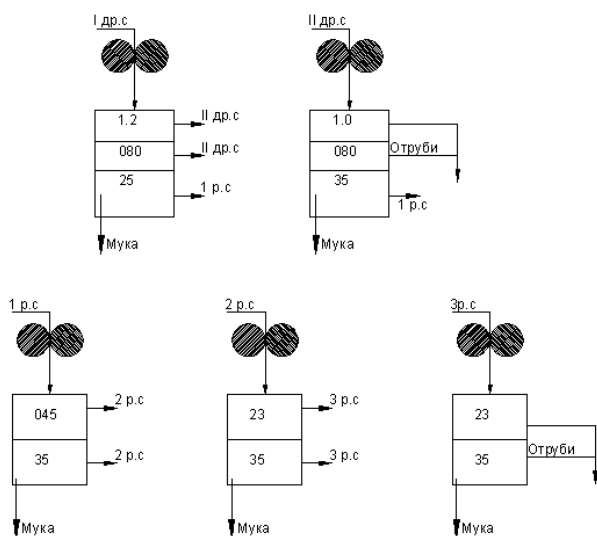 I др.с
II др.с
1.2
II др.с
080
II др.с
25
1 р.с
Мука
1.0
080
Отруби
35
1 р.с
Мука
1 р.с
2 р.с
3р.с
045
2 р.с
35
2 р.с
Мука
23
3 р.с
35
3 р.с
Мука
23
35
Отруби
Мука